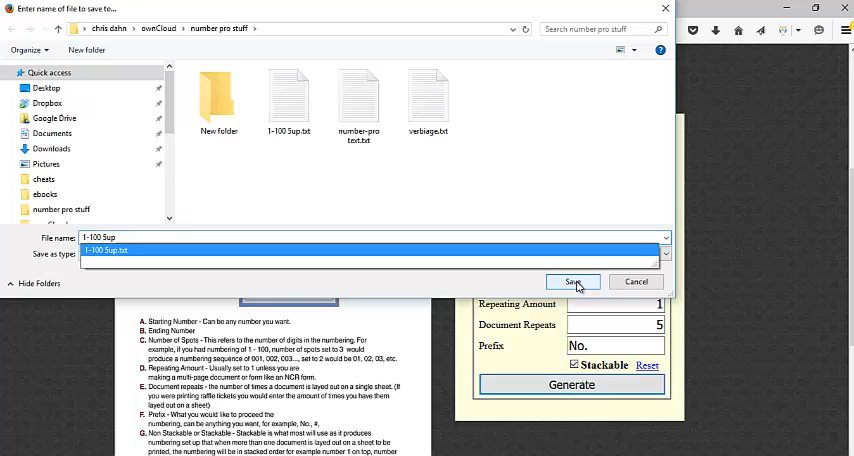 Enter name of file to save to...
chris dahn > ownCloud > number pro stuff >
Search number pro stuff
Organize
New folder
Quick access
Desktop
Dropbox
Google Drive
Documents
Downloads
Pictures
cheats
ebooks
number pro stuff
New folder
1-100 5up.txt
number-pro text.txt
verbiage.txt
File name: 1-100 5up
1-100 5up.txt
Save as type:
Hide Folders
Save
Cancel
A. Starting Number - Can be any number you want.
B. Ending Number
C. Number of Spots - This refers to the number of digits in the numbering. For
example, if you had numbering of 1 - 100, number of spots set to 3 would
produce a numbering sequence of 001, 002, 003..., set to 2 would be 01, 02, 03, etc.
D. Repeating Amount - Usually set to 1 unless you are
making a multi-page document or form like an NCR form.
E. Document repeats - the number of times a document is layed out on a single sheet. (If
you were printing raffle tickets you would enter the amount of times you have them
layed out on a sheet)
F. Prefix - What you would like to proceed the
numbering, can be anything you want, for example, No., #,
G. Non Stackable or Stackable - Stackable is what most will use as it produces
numbering set up that when more than one document is layed out on a sheet to be
printed, the numbering will be in stacked order for example number 1 on top, number
Repeating Amount 1
Document Repeats 5
Prefix No.
Stackable Reset
Generate